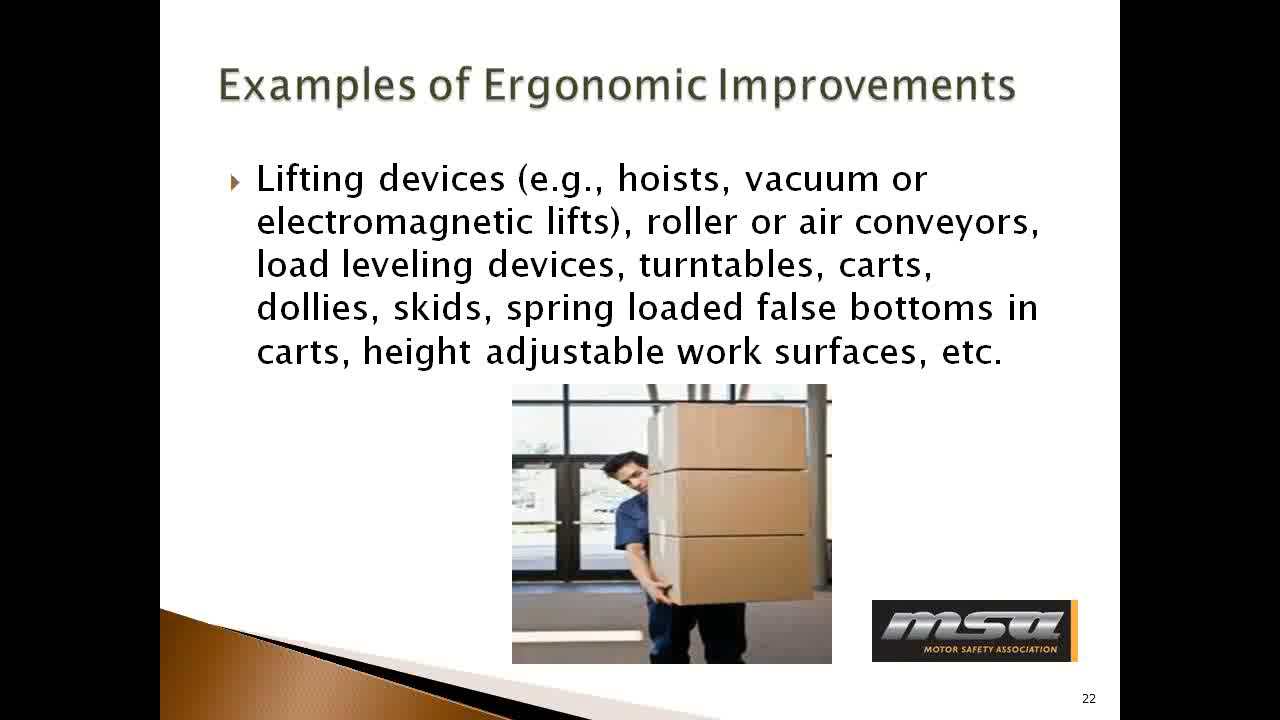 Examples of Ergonomic Improvements
Lifting devices (e.g., hoists, vacuum or
electromagnetic lifts), roller or air conveyors,
load leveling devices, turntables, carts,
dollies, skids, spring loaded false bottoms in
carts, height adjustable work surfaces, etc.
msa
MOTOR SAFETY ASSOCIATION
22